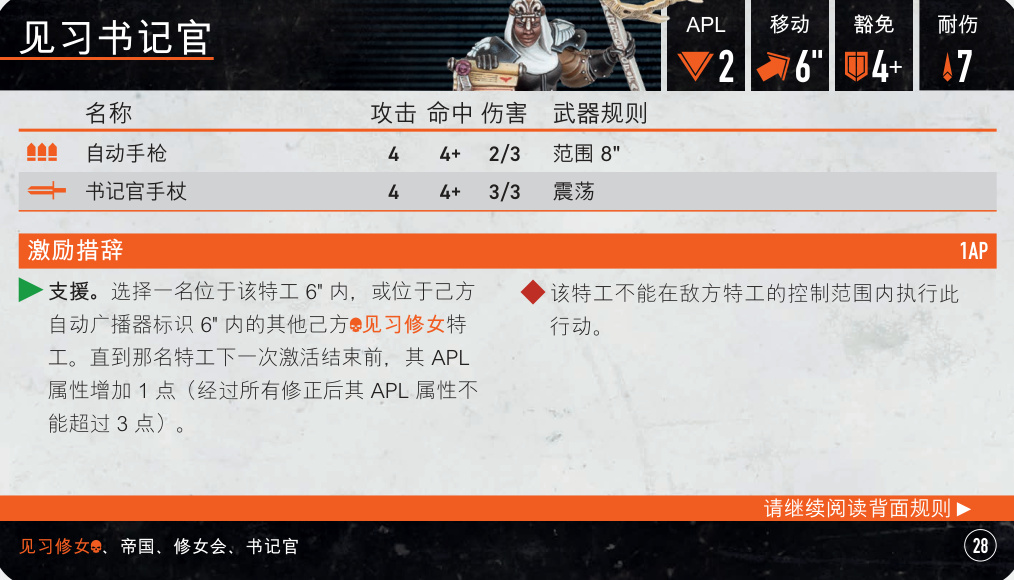 见习书记官
APL 移动 豁免 耐伤
2 6" 4+ 7
名称 攻击 命中 伤害 武器规则
自动手枪 4 4+ 2/3 范围 8"
书记官手杖 4 4+ 3/3 震荡
激励措辞 1AP
支援。选择一名位于该特工 6" 内，或位于己方
自动广播器标识 6" 内的其他己方见习修女特
工。直到那名特工下一次激活结束前，其 APL
属性增加 1 点（经过所有修正后其 APL 属性不
能超过 3 点）。
该特工不能在敌方特工的控制范围内执行此
行动。
请继续阅读背面规则
见习修女、帝国、修女会、书记官
28